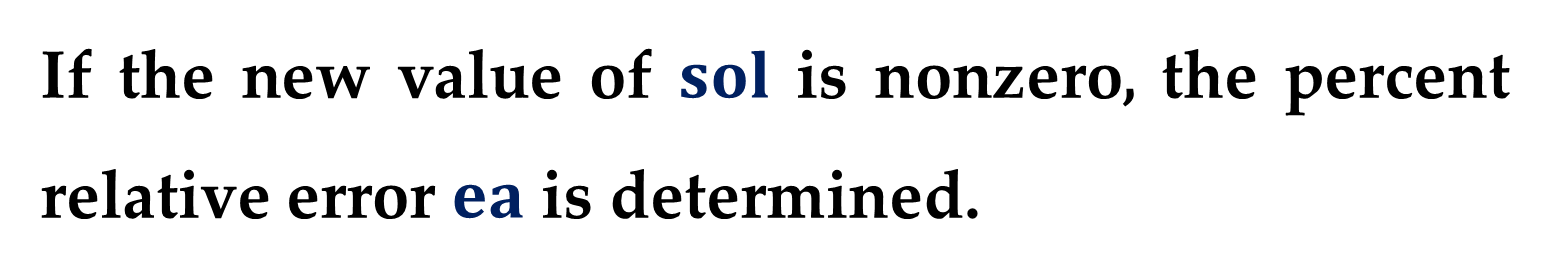 If the new value of sol is nonzero, the percent
relative error ea is determined.